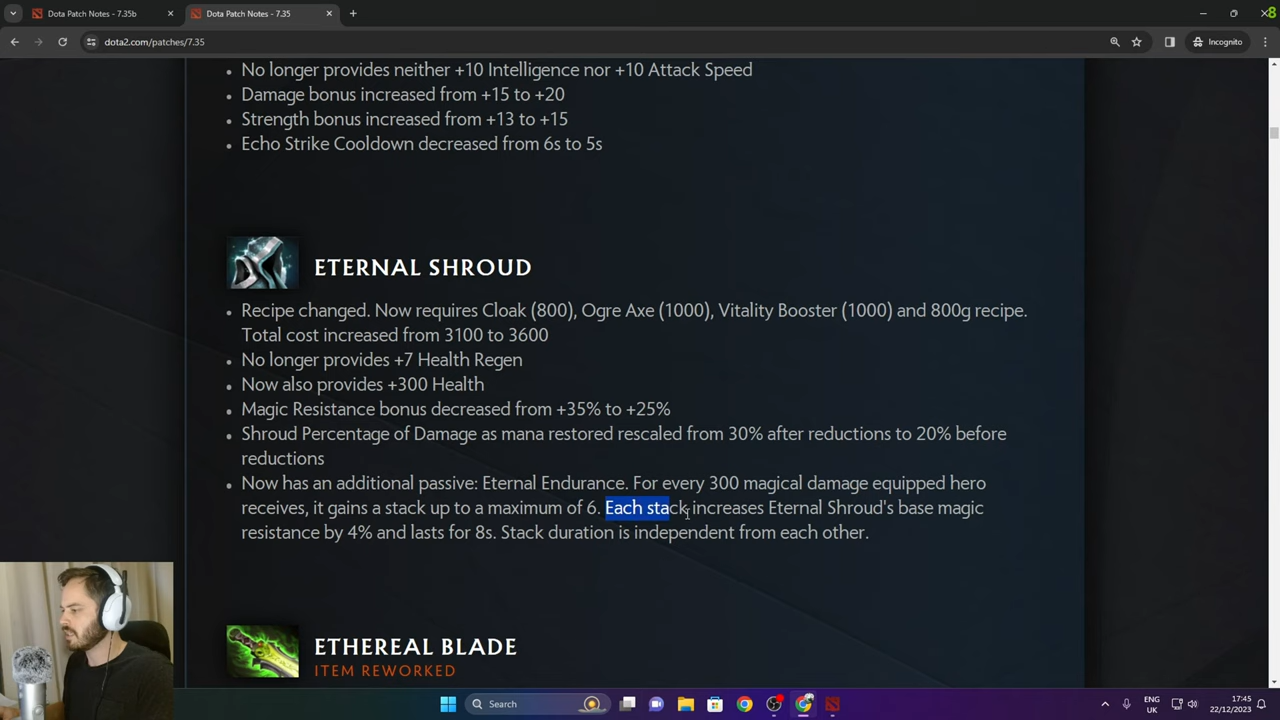 Dota Patch Notes - 7.35b
Dota Patch Notes - 7.35
8
dota2.com/patches/7.35
Incognito
No longer provides neither +10 Intelligence nor +10 Attack Speed
Damage bonus increased from +15 to +20
Strength bonus increased from +13 to +15
Echo Strike Cooldown decreased from 6s to 5s
ETERNAL SHROUD
Recipe changed. Now requires Cloak (800), Ogre Axe (1000), Vitality Booster (1000) and 800g recipe.
Total cost increased from 3100 to 3600
No longer provides +7 Health Regen
Now also provides +300 Health
Magic Resistance bonus decreased from +35% to +25%
Shroud Percentage of Damage as mana restored rescaled from 30% after reductions to 20% before
reductions
Now has an additional passive: Eternal Endurance. For every 300 magical damage equipped hero
receives, it gains a stack up to a maximum of 6. Each stack increases Eternal Shroud's base magic
resistance by 4% and lasts for 8s. Stack duration is independent from each other.
ETHEREAL BLADE
ITEM REWORKED
Search
ENG
UK
17:45
22/12/2023